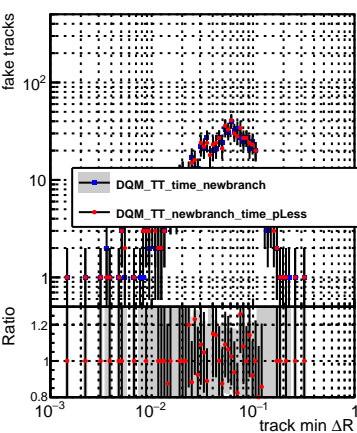 fake tracks
10²
10
1
DQM_TT_time_newbranch
DQM_TT_newbranch_time_pLess
Ratio
1.2
1
0.8
10⁻³ 10⁻² 10⁻¹ 1
track min ΔR